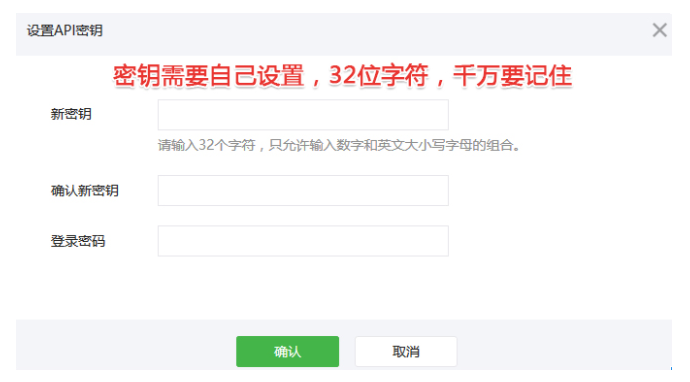 设置API密钥
密钥需要自己设置，32位字符，千万要记住
新密钥
请输入32个字符，只允许输入数字和英文大小写字母的组合。
确认新密钥
登录密码
确认 取消